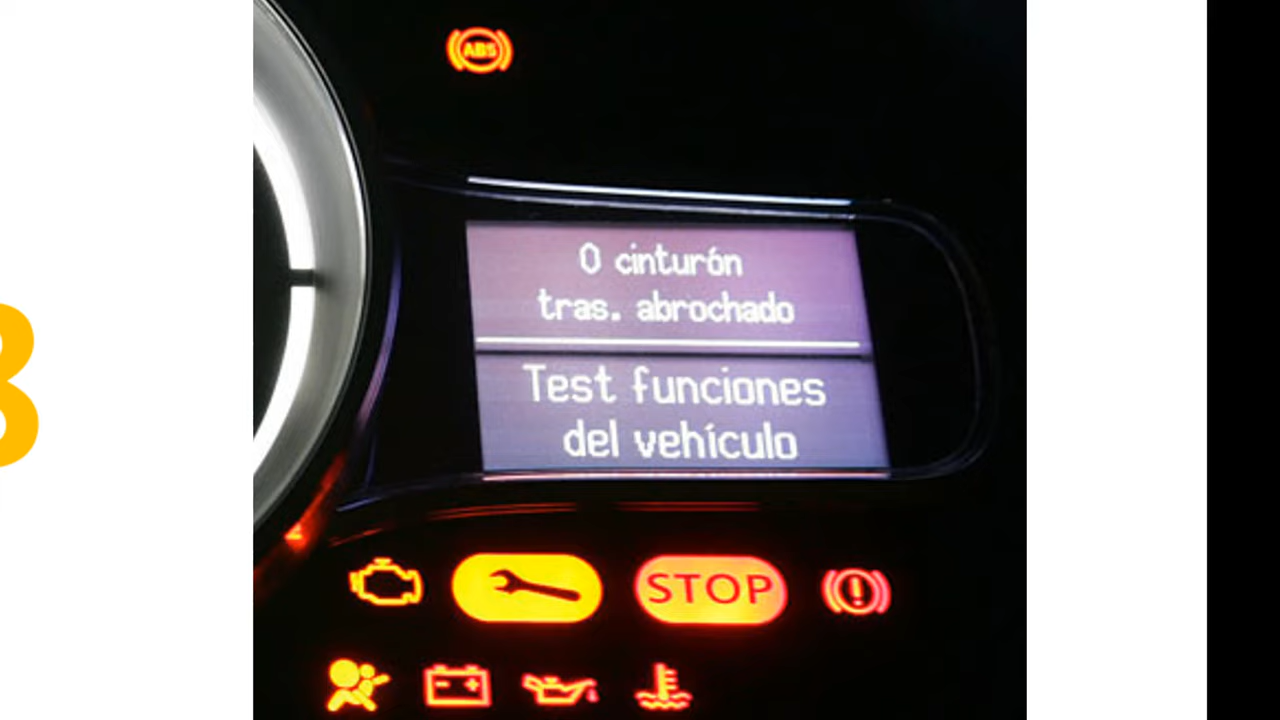 ABS
0 cinturón
tras. abrochado
Test funciones
del vehículo
STOP